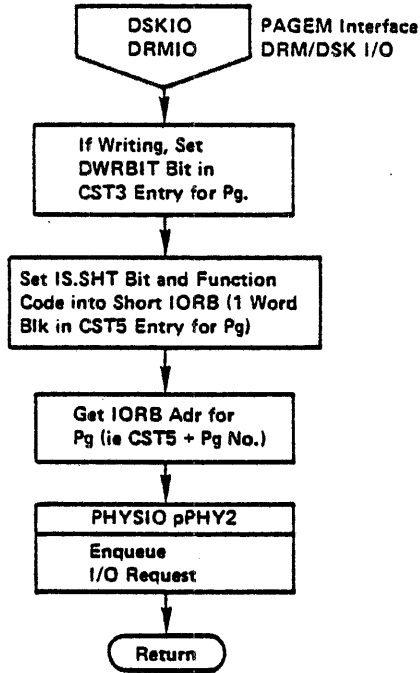 DSKIO
DRMIO
PAGEM Interface
DRM/DSK I/O
If Writing, Set
DWRBIT Bit in
CST3 Entry for Pg.
Set IS.SHT Bit and Function
Code into Short IORB (1 Word
Blk in CST5 Entry for Pg)
Get IORB Adr for
Pg (ie CST5 + Pg No.)
PHYSIO pPHY2
Enqueue
I/O Request
Return